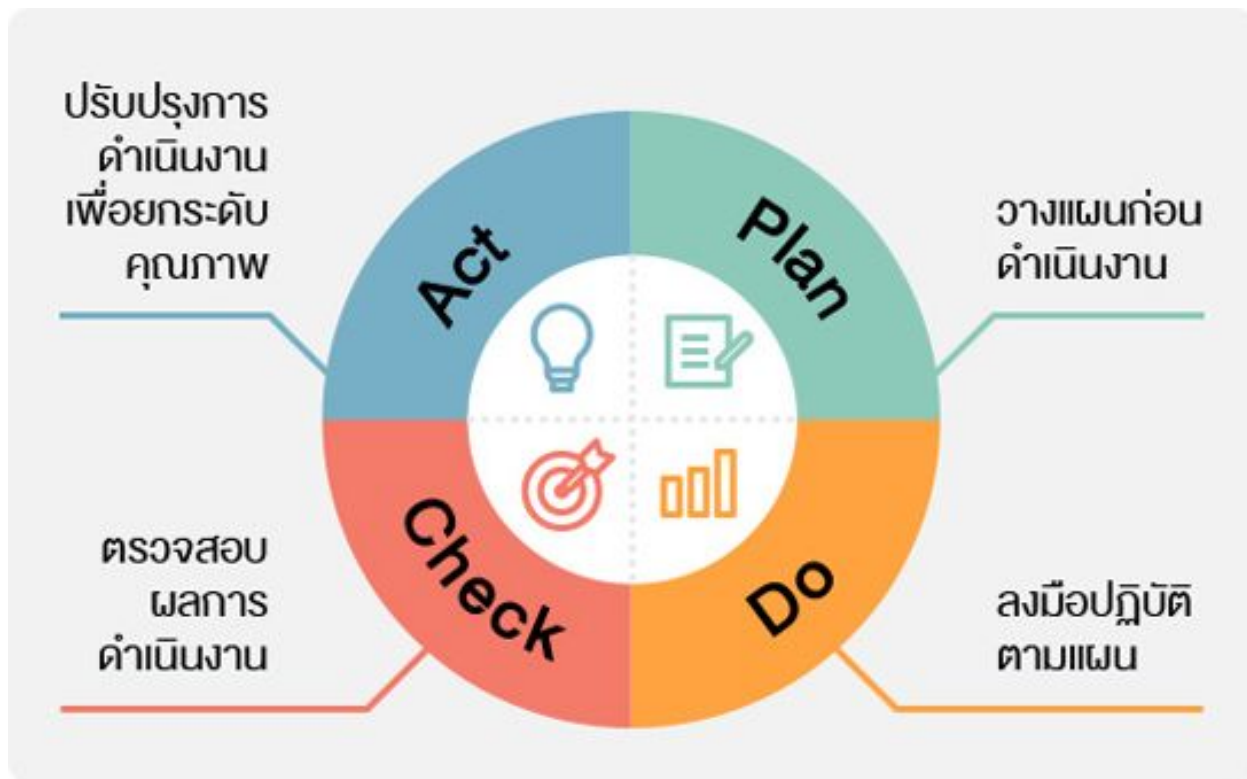 ปรับปรุงการ
ดำเนินงาน
เพื่อยกระดับ
คุณภาพ
Act
Plan
วางแผนก่อน
ดำเนินงาน
ตรวจสอบ
ผลการ
ดำเนินงาน
Check
Do
ลงมือปฏิบัติ
ตามแผน